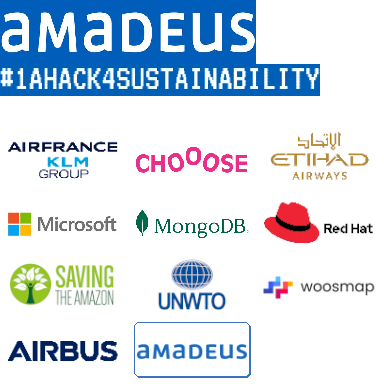 amadeus
#1AHACK4SUSTAINABILITY
AIRFRANCE
KLM
GROUP
CHOOOSE
الإتحاد
ETIHAD
AIRWAYS
Microsoft
MongoDB.
Red Hat
SAVING
THE AMAZON
UNWTO
woosmap
AIRBUS
amadeus